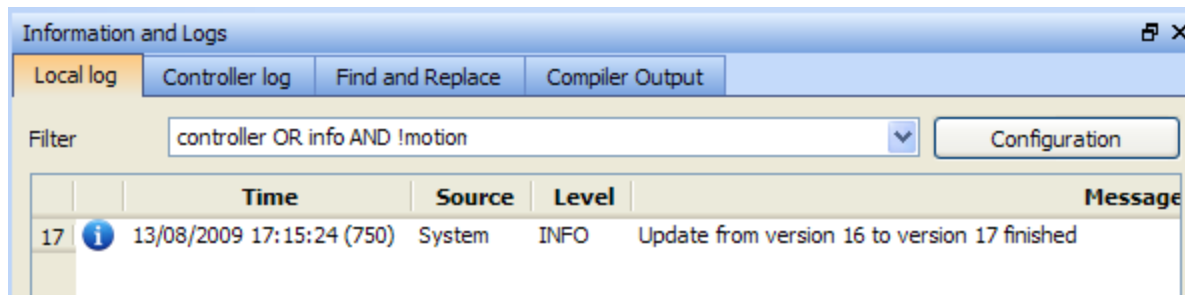 Information and Logs
Local log Controller log Find and Replace Compiler Output
Filter controller OR info AND !motion Configuration
Time Source Level Message
17 13/08/2009 17:15:24 (750) System INFO Update from version 16 to version 17 finished